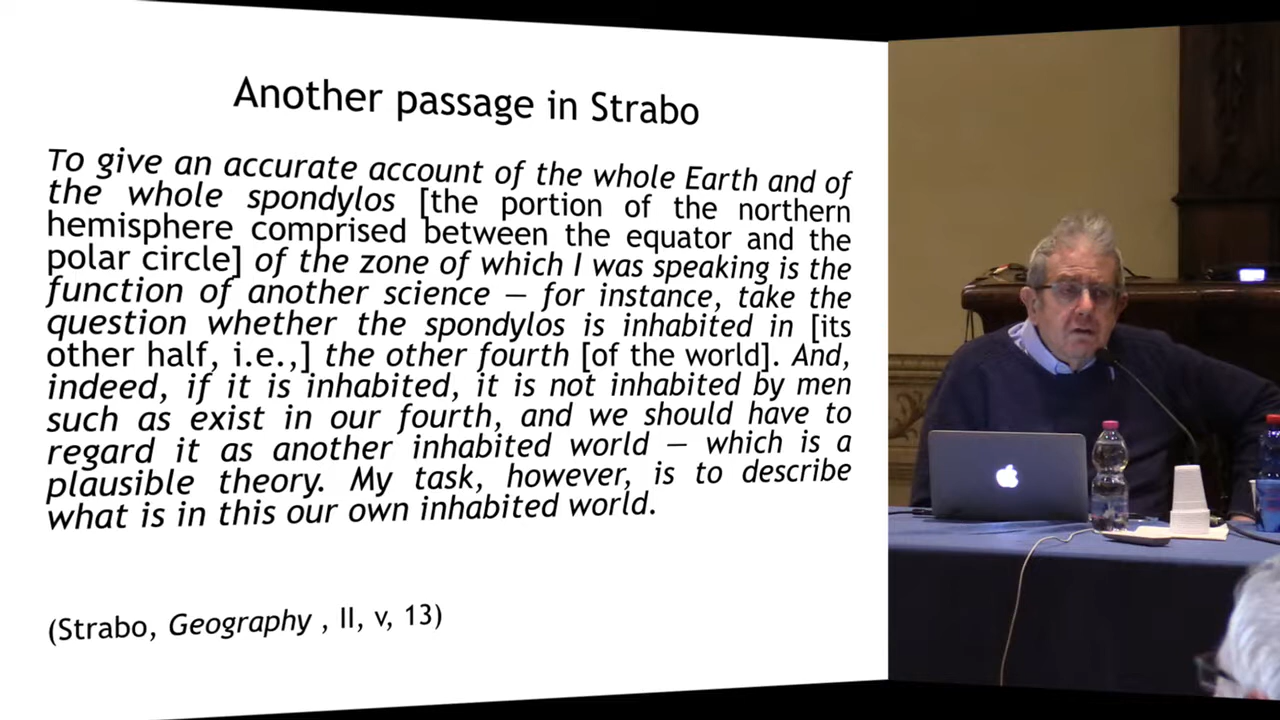 Another passage in Strabo
To give an accurate account of the whole Earth and of
the whole spondylos [the portion of the northern
hemisphere comprised between the equator and the
polar circle] of the zone of which I was speaking is the
function of another science — for instance, take the
question whether the spondylos is inhabited in [its
other half, i.e.,] the other fourth [of the world]. And,
indeed, if it is inhabited, it is not inhabited by men
such as exist in our fourth, and we should have to
regard it as another inhabited world — which is a
plausible theory. My task, however, is to describe
what is in this our own inhabited world.
(Strabo, Geography , II, v, 13)